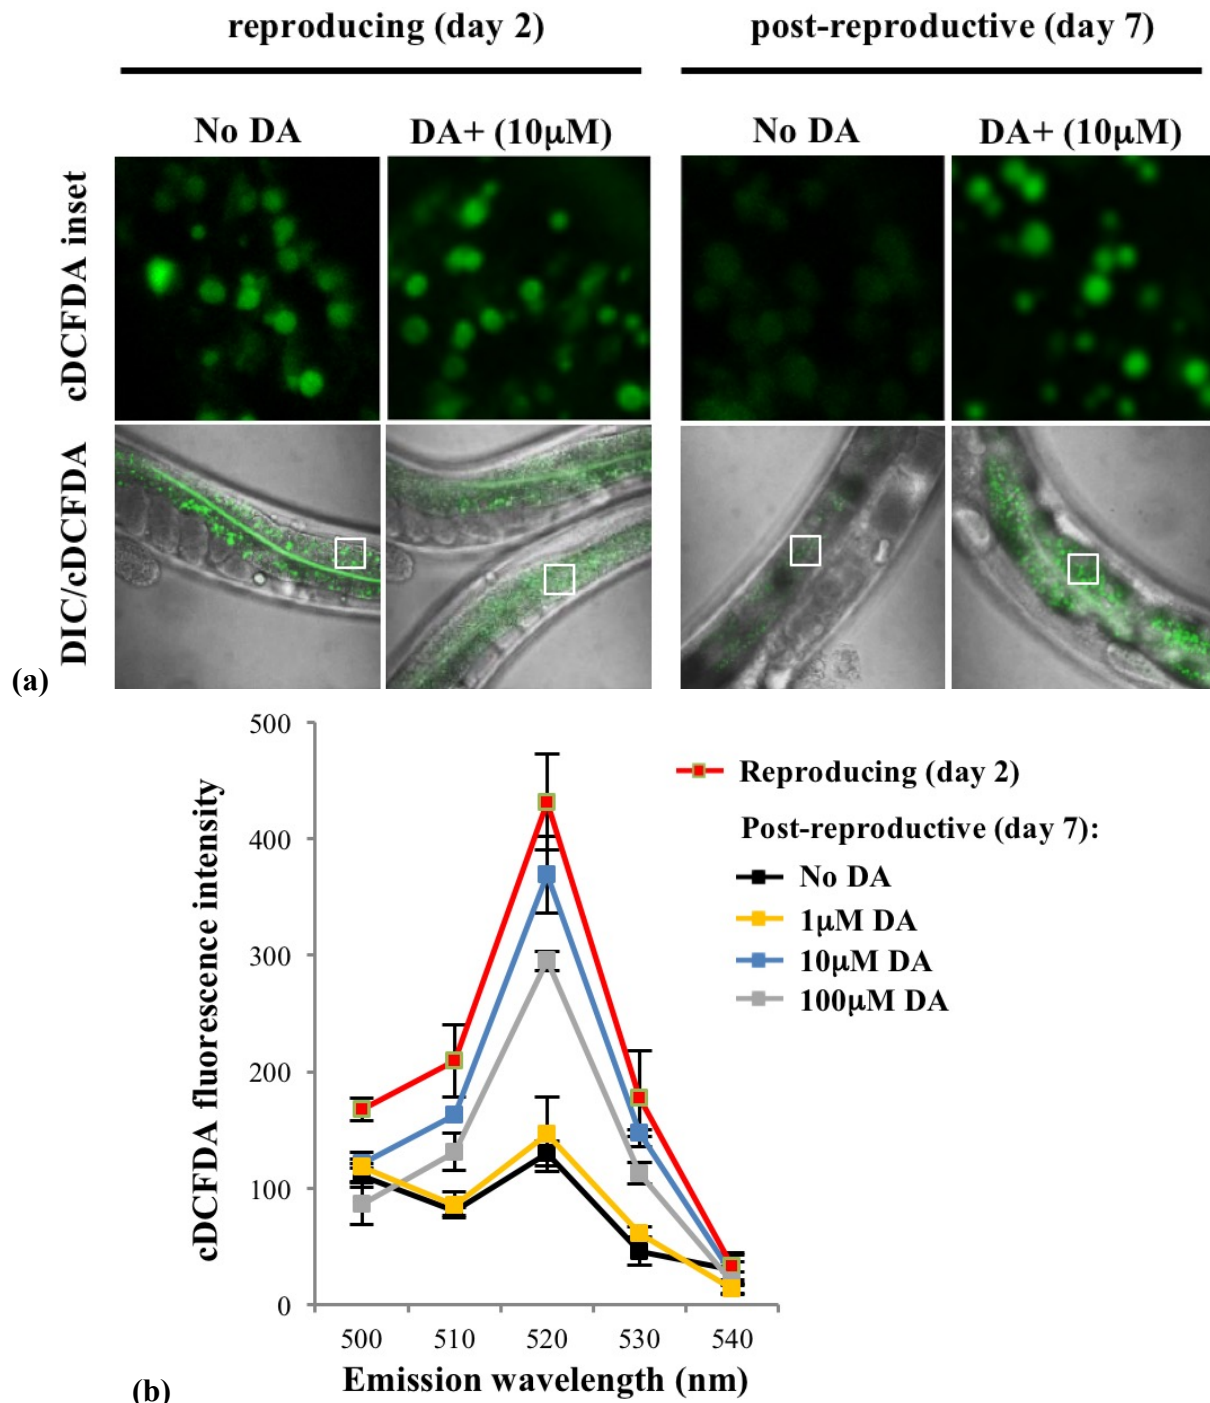 reproducing (day 2)
post-reproductive (day 7)
No DA
DA+ (10μM)
No DA
DA+ (10μM)
cDCFDA inset
DIC/cDCFDA
(a)
500
400
300
200
100
0
cDCFDA fluorescence intensity
Reproducing (day 2)
Post-reproductive (day 7):
No DA
1μM DA
10μM DA
100μM DA
500
510
520
530
540
Emission wavelength (nm)
(b)